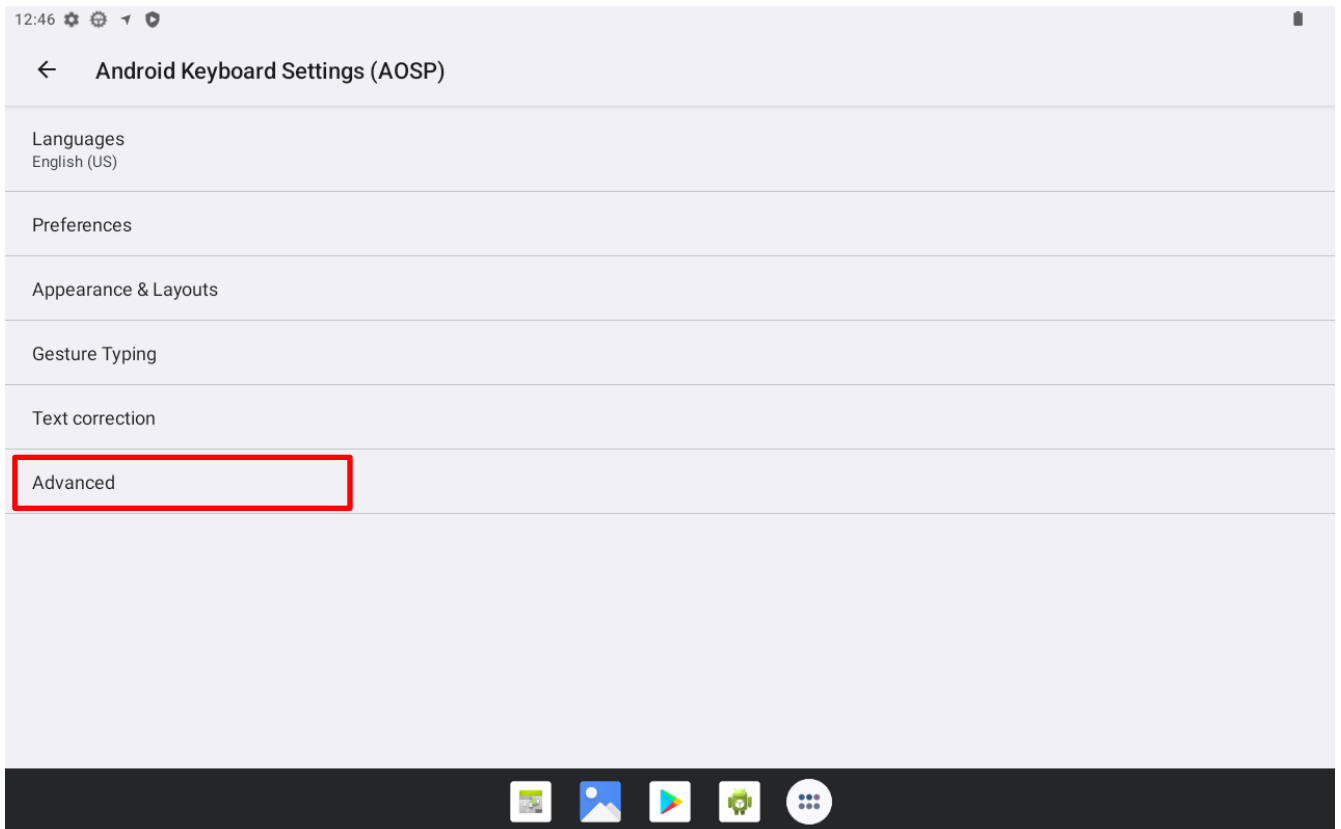 12:46
Android Keyboard Settings (AOSP)
Languages
English (US)
Preferences
Appearance & Layouts
Gesture Typing
Text correction
Advanced